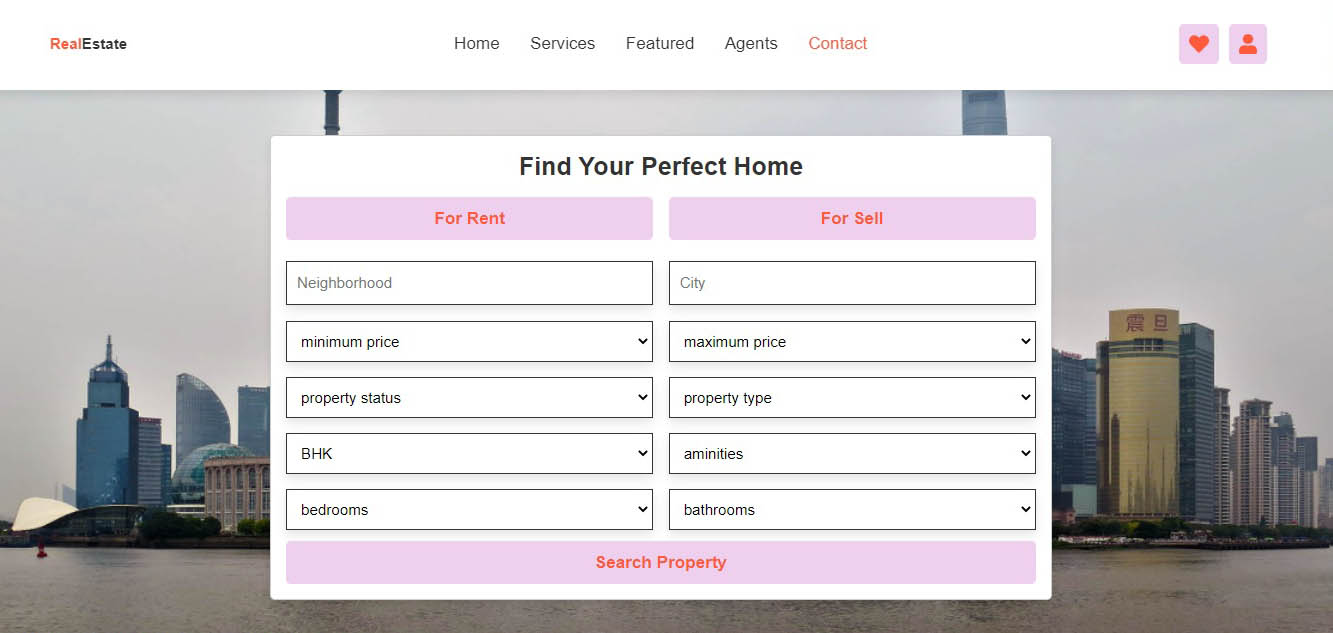 RealEstate
Home Services Featured Agents Contact
Find Your Perfect Home
For Rent For Sell
Neighborhood City
minimum price maximum price
property status property type
BHK aminities
bedrooms bathrooms
Search Property
震旦